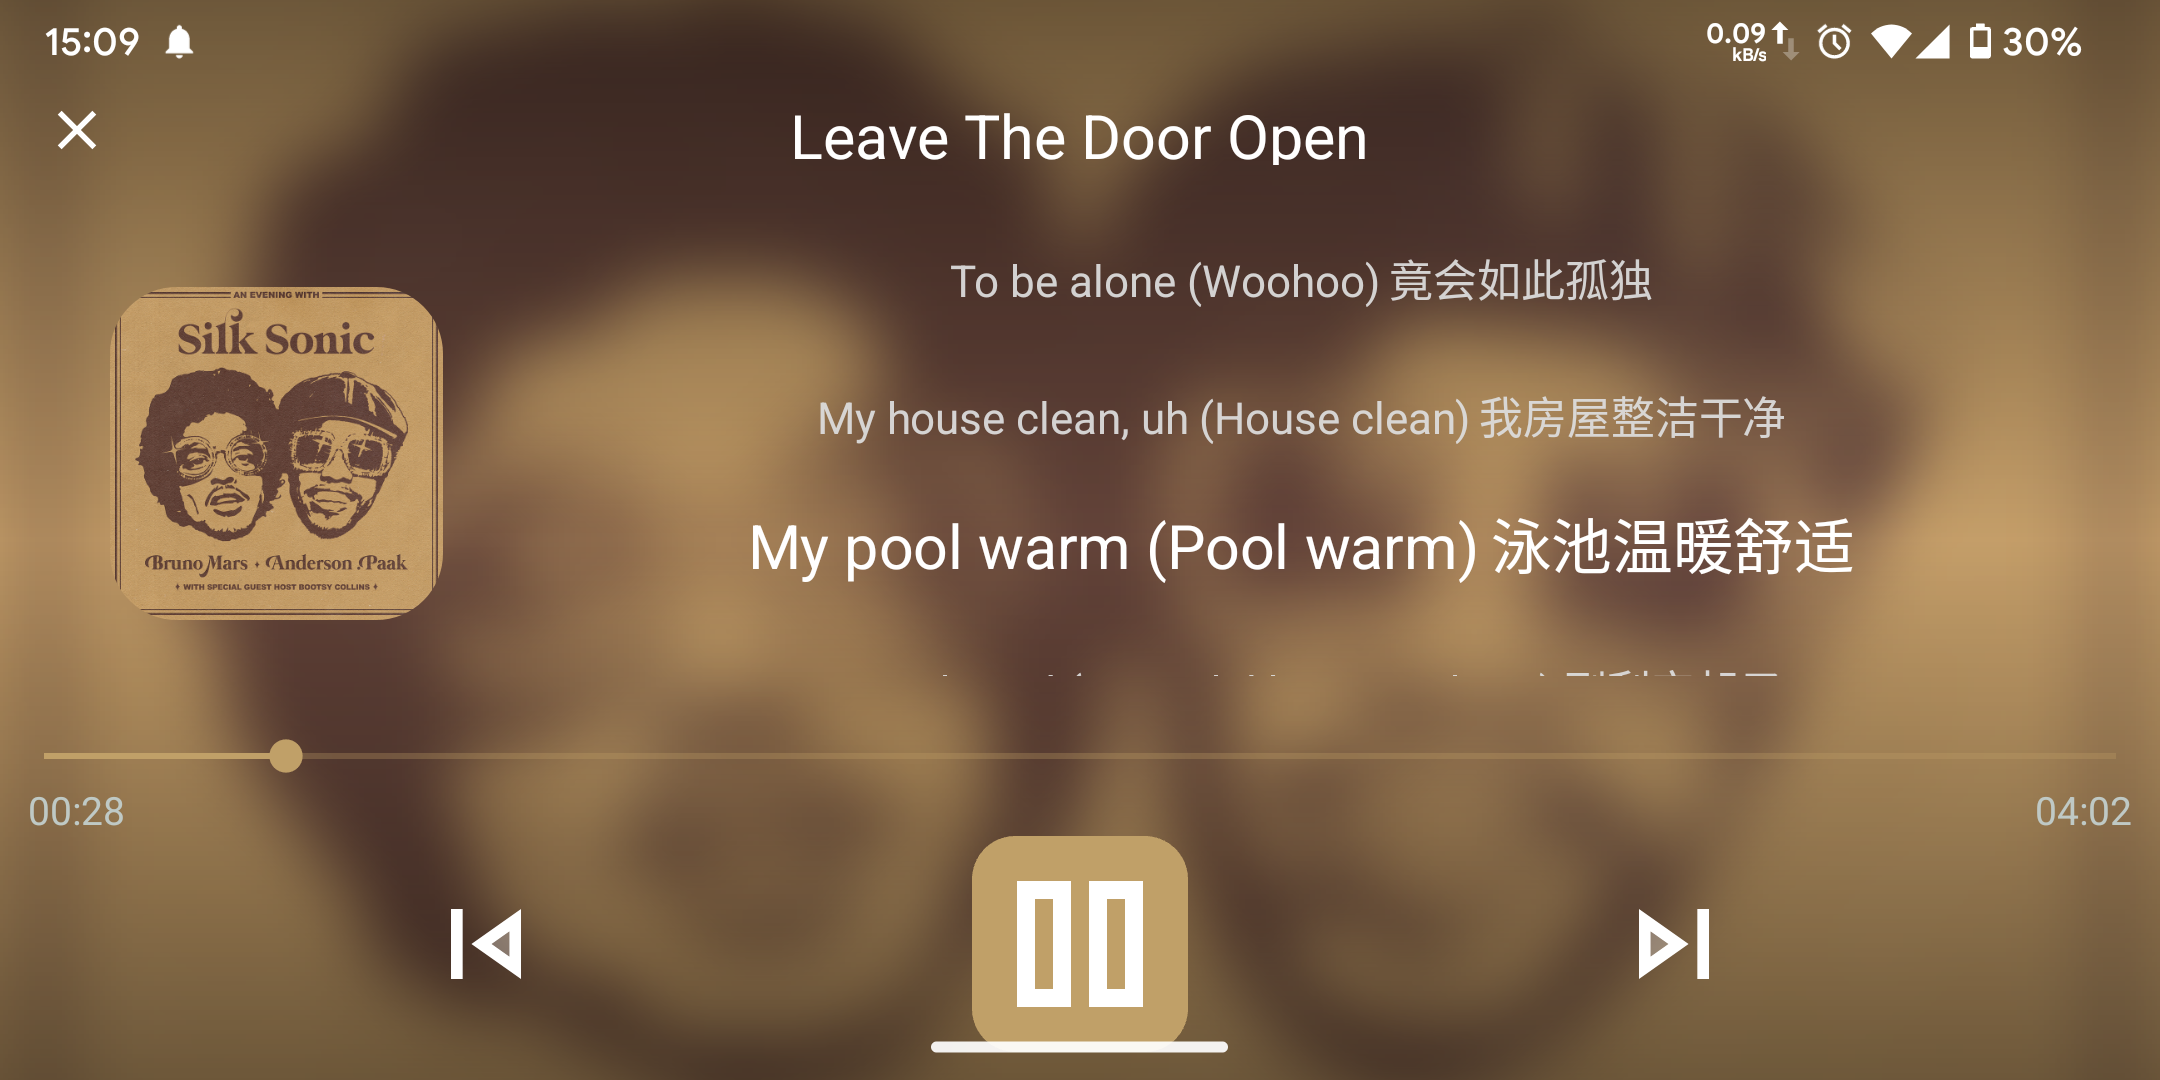 15:09
0.09 kB/s
30%
Leave The Door Open
To be alone (Woohoo) 竟会如此孤独
My house clean, uh (House clean) 我房屋整洁干净
My pool warm (Pool warm) 泳池温暖舒适
AN EVENING WITH
Silk Sonic
Bruno Mars + Anderson .Paak
+ WITH SPECIAL GUEST HOST BOOTSY COLLINS +
00:28
04:02